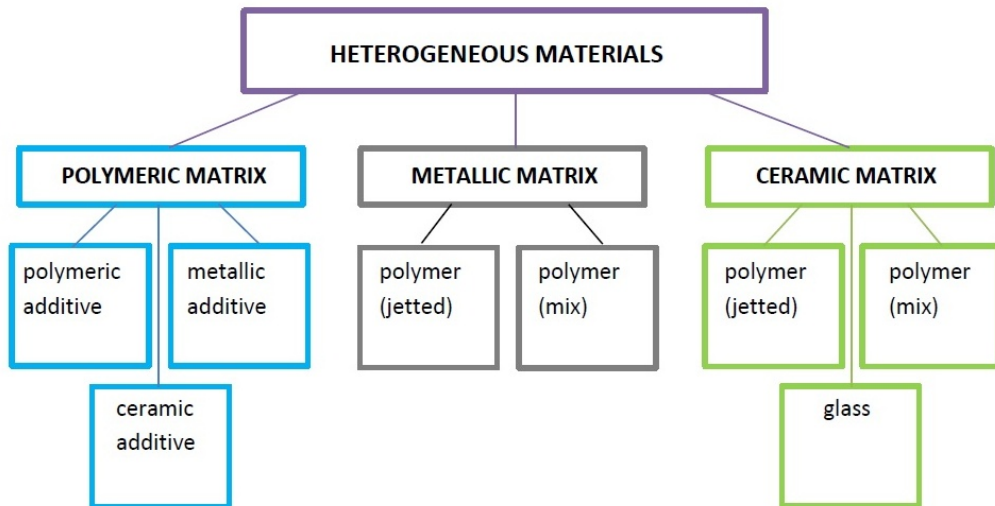 HETEROGENEOUS MATERIALS
POLYMERIC MATRIX
METALLIC MATRIX
CERAMIC MATRIX
polymeric
additive
metallic
additive
ceramic
additive
polymer
(jetted)
polymer
(mix)
polymer
(jetted)
polymer
(mix)
glass